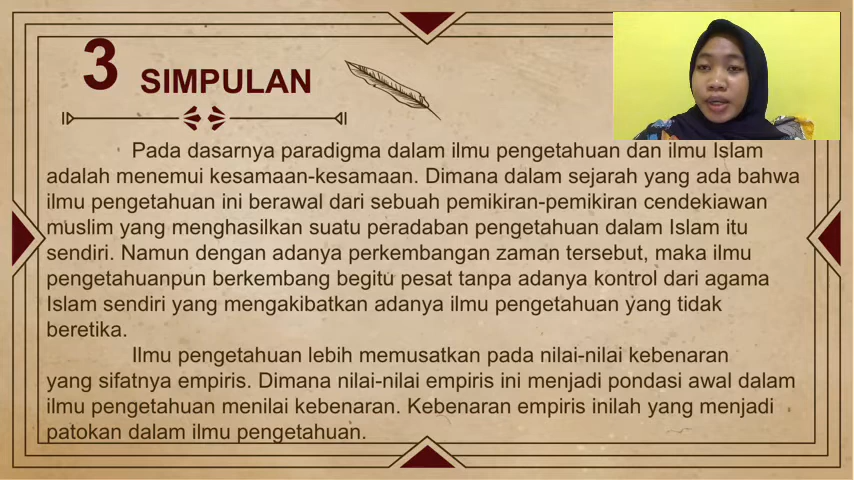 3 SIMPULAN
Pada dasarnya paradigma dalam ilmu pengetahuan dan ilmu Islam
adalah menemui kesamaan-kesamaan. Dimana dalam sejarah yang ada bahwa
ilmu pengetahuan ini berawal dari sebuah pemikiran-pemikiran cendekiawan
muslim yang menghasilkan suatu peradaban pengetahuan dalam Islam itu
sendiri. Namun dengan adanya perkembangan zaman tersebut, maka ilmu
pengetahuanpun berkembang begitu pesat tanpa adanya kontrol dari agama
Islam sendiri yang mengakibatkan adanya ilmu pengetahuan yang tidak
beretika.
Ilmu pengetahuan lebih memusatkan pada nilai-nilai kebenaran
yang sifatnya empiris. Dimana nilai-nilai empiris ini menjadi pondasi awal dalam
ilmu pengetahuan menilai kebenaran. Kebenaran empiris inilah yang menjadi
patokan dalam ilmu pengetahuan.